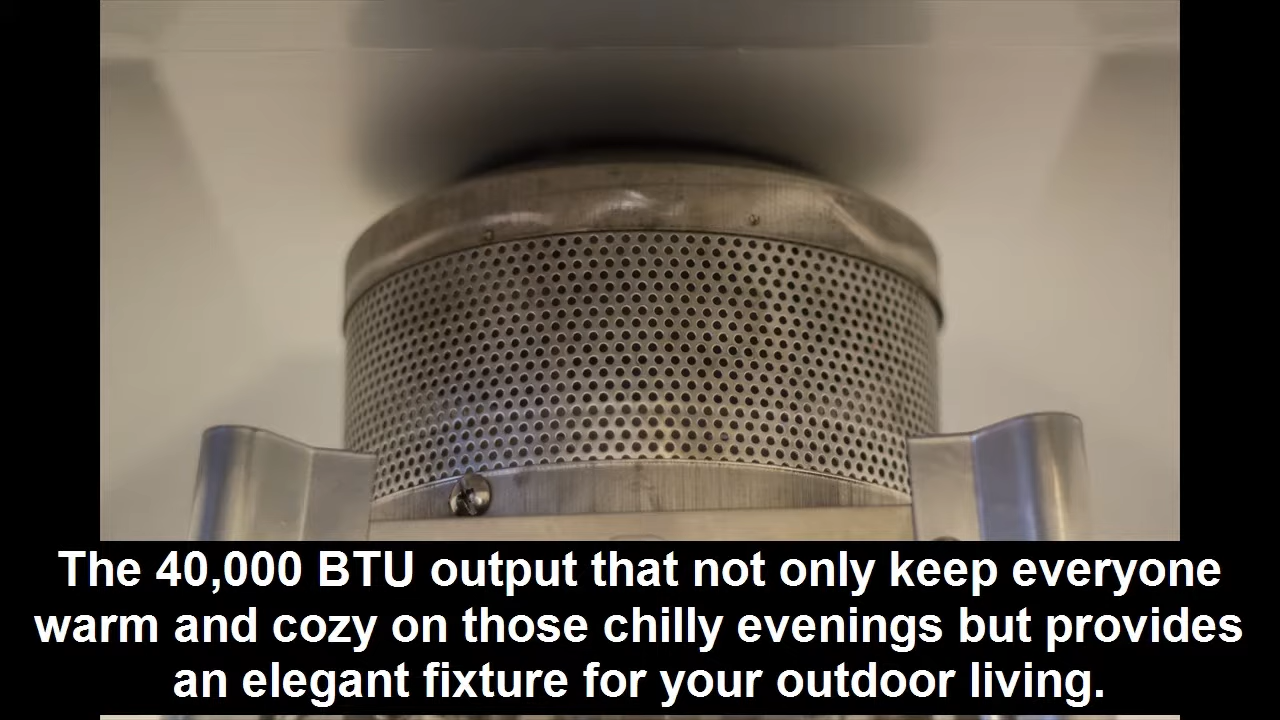 The 40,000 BTU output that not only keep everyone
warm and cozy on those chilly evenings but provides
an elegant fixture for your outdoor living.